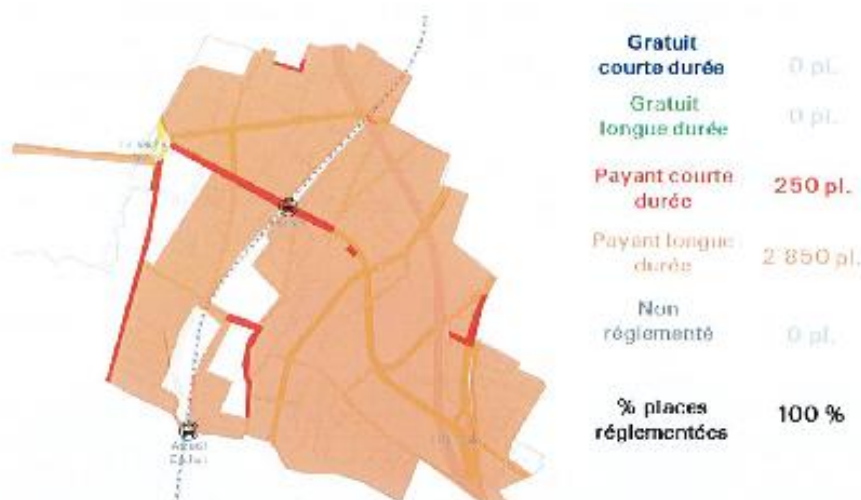 Gratuit
courte durée
0 pl.
Gratuit
longue durée
0 pl.
Payant courte
durée
250 pl.
Payant longue
durée
2 850 pl.
Non
réglementé
0 pl.
% places
réglementées
100 %